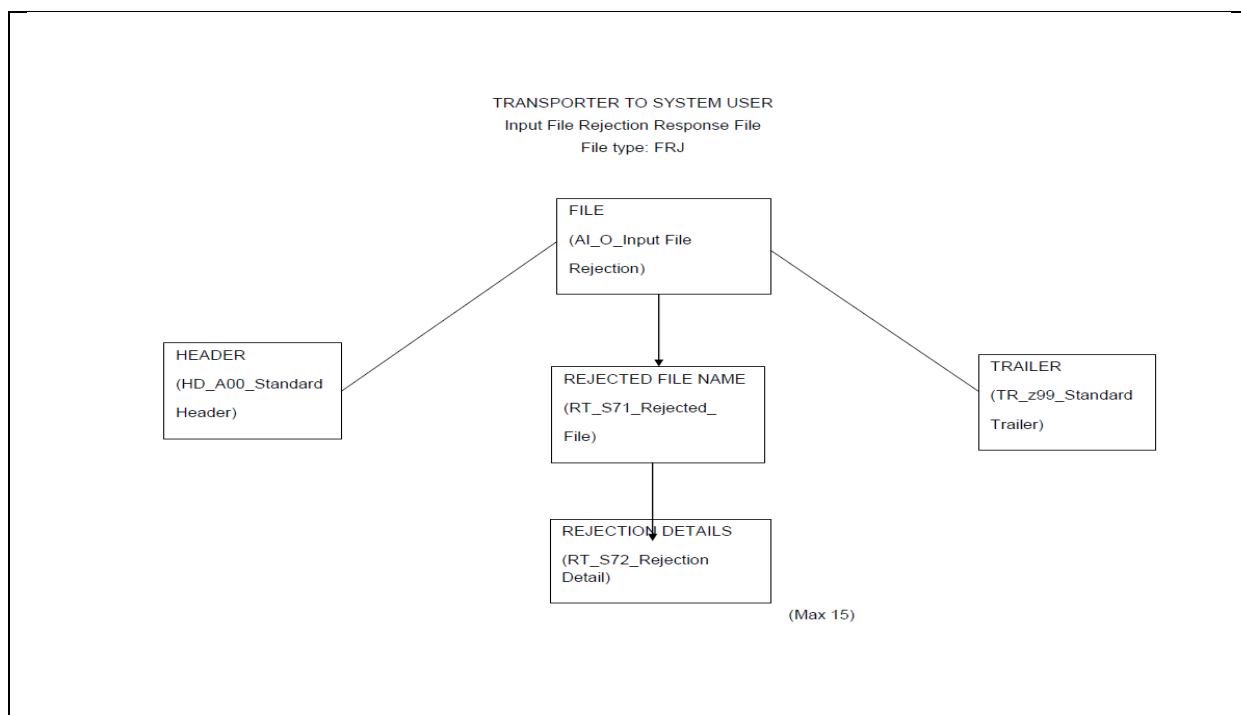 TRANSPORTER TO SYSTEM USER
Input File Rejection Response File
File type: FRJ
FILE
(AI_O_Input File
Rejection)
HEADER
(HD_A00_Standard
Header)
REJECTED FILE NAME
(RT_S71_Rejected_
File)
TRAILER
(TR_z99_Standard
Trailer)
REJECTION DETAILS
(RT_S72_Rejection
Detail)
(Max 15)